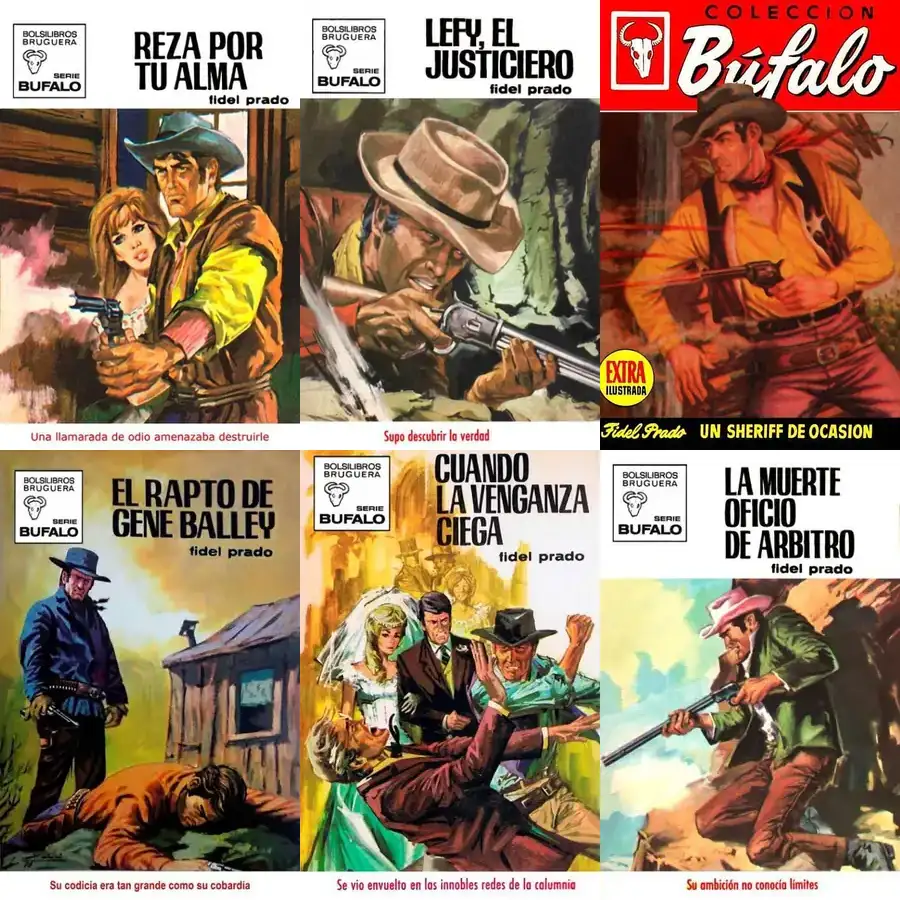 BOLSILIBROS
BRUGUERA
SERIE
BUFALO
REZA POR
TU ALMA
fidel prado
Una llamarada de odio amenazaba destruirle
BOLSILIBROS
BRUGUERA
SERIE
BUFALO
LEFY, EL
JUSTICIERO
fidel prado
Supo descubrir la verdad
COLECCION
Búfalo
EXTRA
ILUSTRADA
Fidel Prado UN SHERIFF DE OCASION
BOLSILIBROS
BRUGUERA
SERIE
BUFALO
EL RAPTO DE
GENE BALLEY
fidel prado
Su codicia era tan grande como su cobardia
BOLSILIBROS
BRUGUERA
SERIE
BUFALO
CUANDO
LA VENGANZA
CIEGA
fidel prado
Se vio envuelto en las innobles redes de la calumnia
BOLSILIBROS
BRUGUERA
SERIE
BUFALO
LA MUERTE
OFICIO
DE ARBITRO
fidel prado
Su ambición no conocía límites